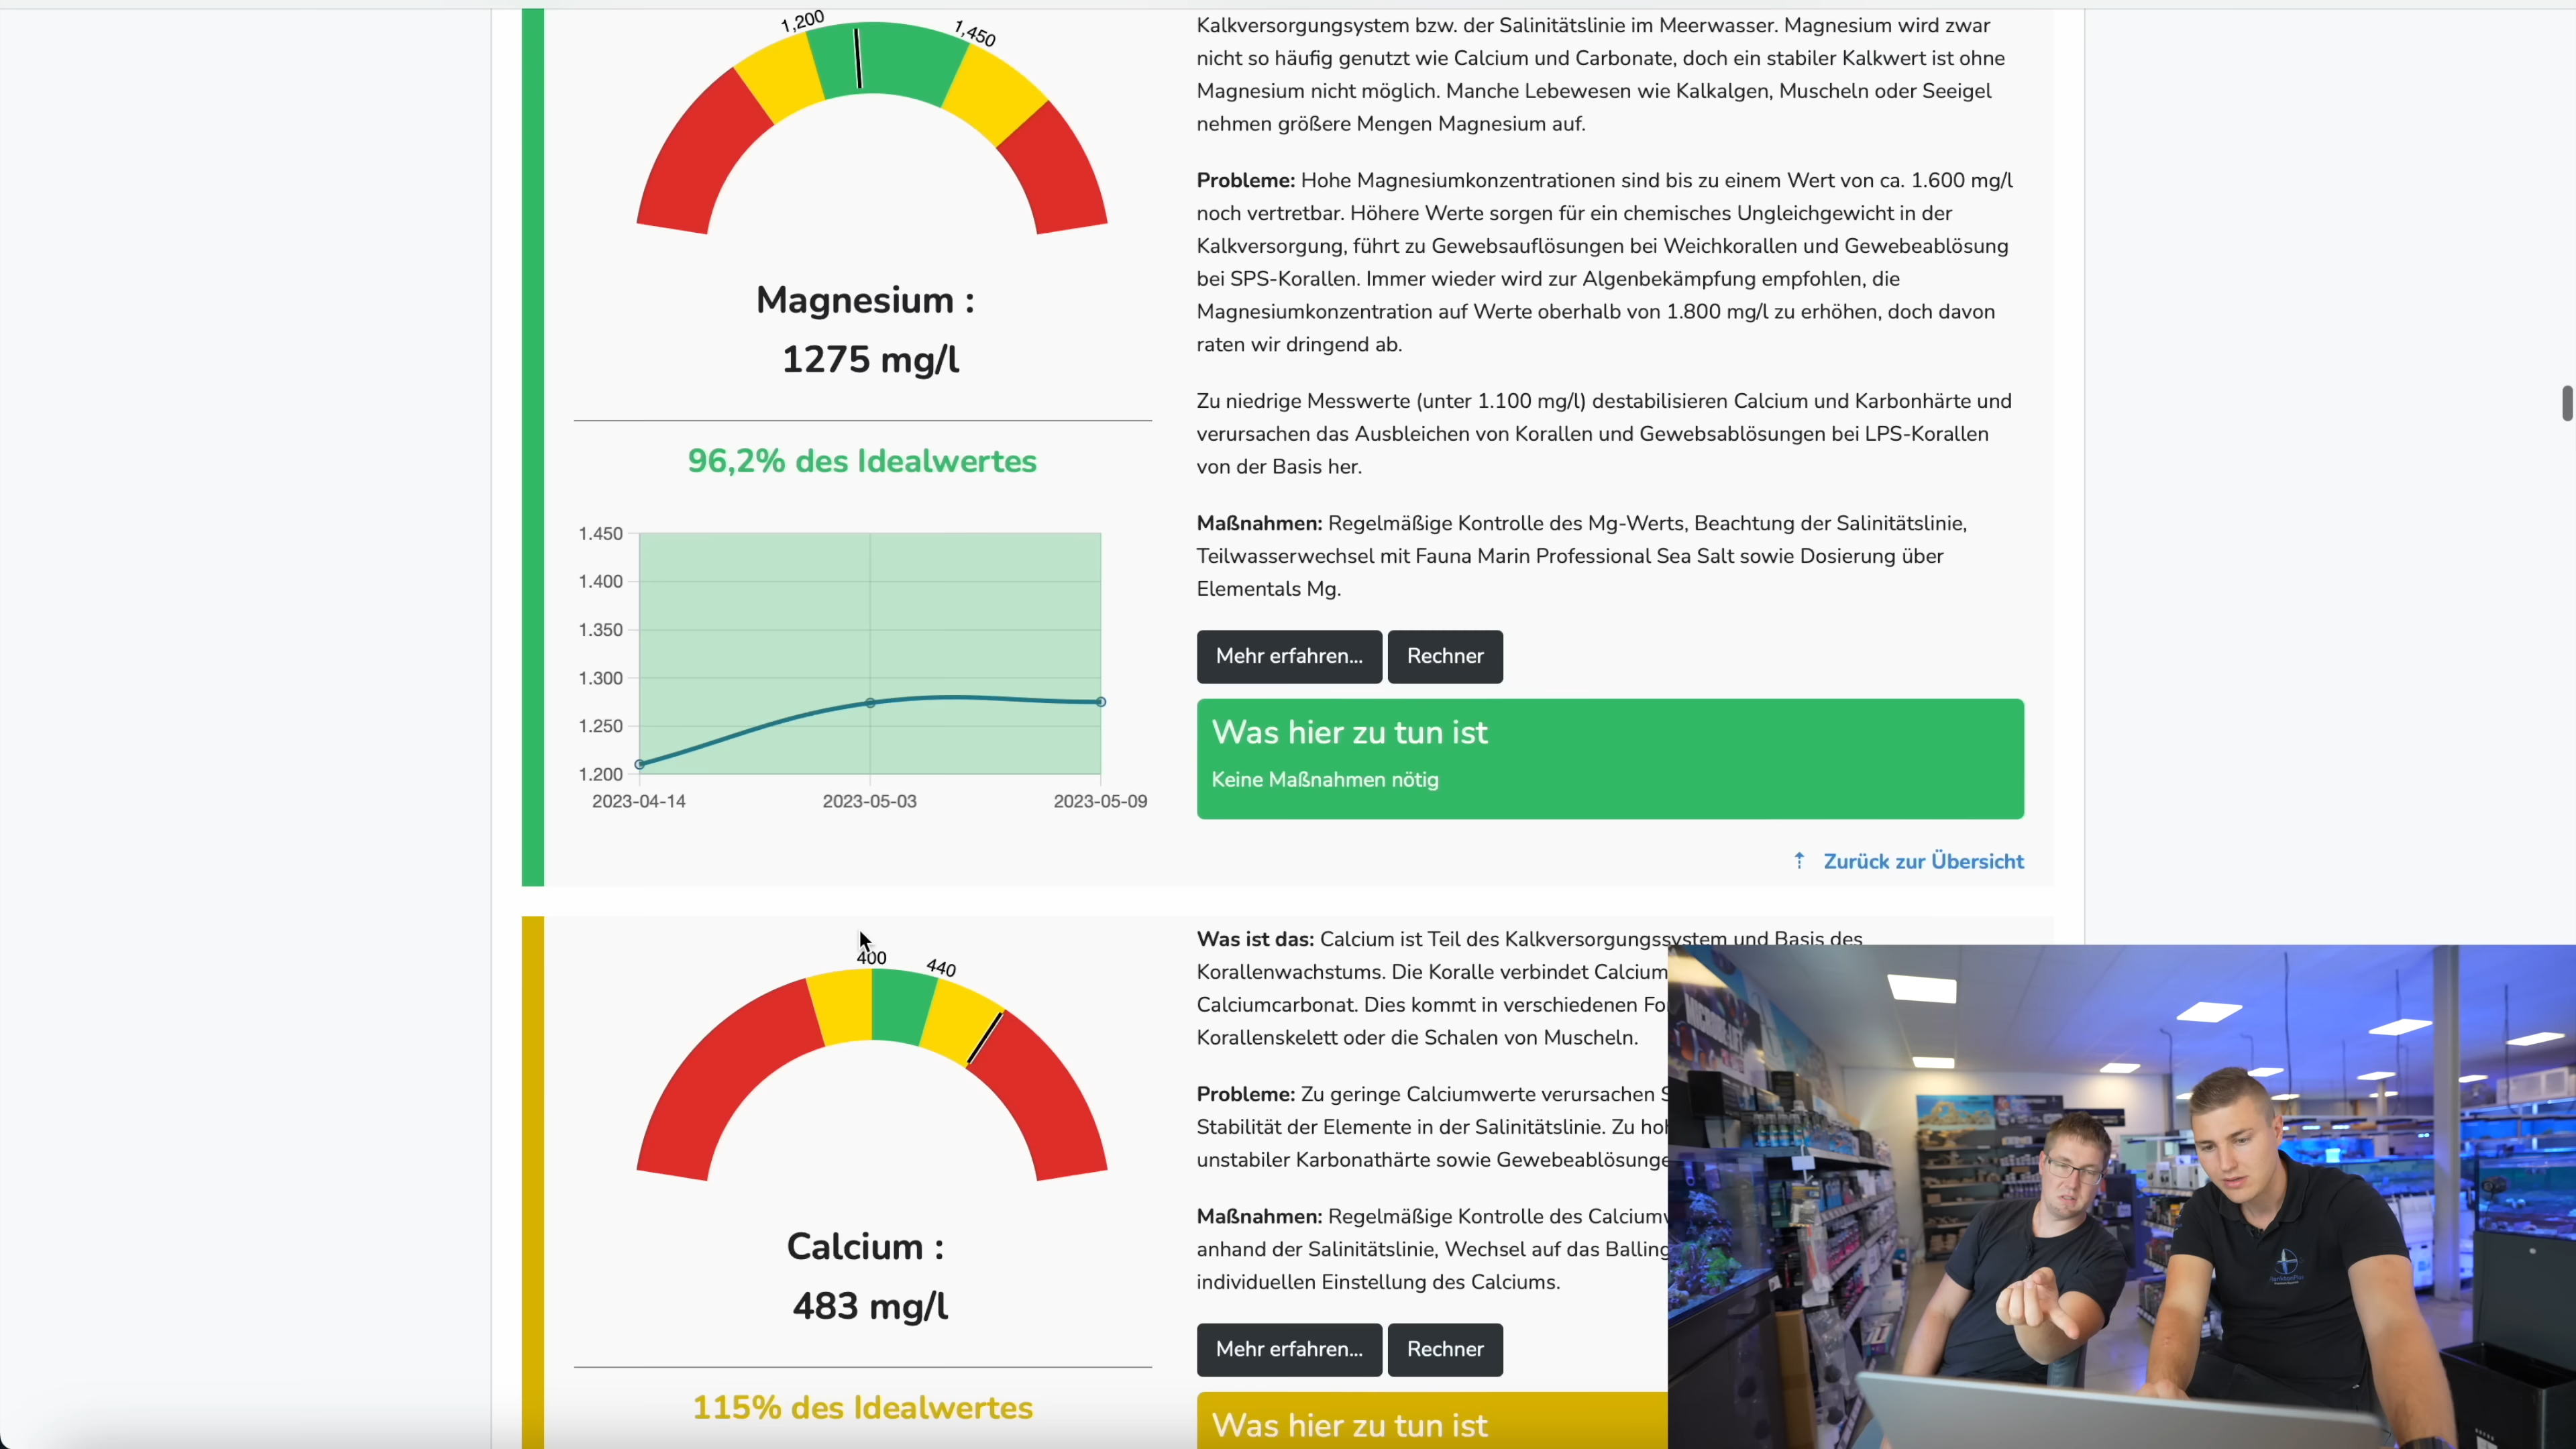 1,200
1,450
Magnesium :
1275 mg/l
96,2% des Idealwertes
1.450
1.400
1.350
1.300
1.250
1.200
2023-04-14
2023-05-03
2023-05-09
Kalkversorgungsystem bzw. der Salinitätslinie im Meerwasser. Magnesium wird zwar
nicht so häufig genutzt wie Calcium und Carbonate, doch ein stabiler Kalkwert ist ohne
Magnesium nicht möglich. Manche Lebewesen wie Kalkalgen, Muscheln oder Seeigel
nehmen größere Mengen Magnesium auf.
Probleme: Hohe Magnesiumkonzentrationen sind bis zu einem Wert von ca. 1.600 mg/l
noch vertretbar. Höhere Werte sorgen für ein chemisches Ungleichgewicht in der
Kalkversorgung, führt zu Gewebsauflösungen bei Weichkorallen und Gewebeablösung
bei SPS-Korallen. Immer wieder wird zur Algenbekämpfung empfohlen, die
Magnesiumkonzentration auf Werte oberhalb von 1.800 mg/l zu erhöhen, doch davon
raten wir dringend ab.
Zu niedrige Messwerte (unter 1.100 mg/l) destabilisieren Calcium und Karbonhärte und
verursachen das Ausbleichen von Korallen und Gewebsablösungen bei LPS-Korallen
von der Basis her.
Maßnahmen: Regelmäßige Kontrolle des Mg-Werts, Beachtung der Salinitätslinie,
Teilwasserwechsel mit Fauna Marin Professional Sea Salt sowie Dosierung über
Elementals Mg.
Mehr erfahren... Rechner
Was hier zu tun ist
Keine Maßnahmen nötig
⇡ Zurück zur Übersicht
400
440
Calcium :
483 mg/l
115% des Idealwertes
Was ist das: Calcium ist Teil des Kalkversorgungssystem und Basis des
Korallenwachstums. Die Koralle verbindet Calcium
Calciumcarbonat. Dies kommt in verschiedenen Fo
Korallenskelett oder die Schalen von Muscheln.
Probleme: Zu geringe Calciumwerte verursachen S
Stabilität der Elemente in der Salinitätslinie. Zu ho
unstabiler Karbonathärte sowie Gewebeablösunge
Maßnahmen: Regelmäßige Kontrolle des Calcium
anhand der Salinitätslinie, Wechsel auf das Balling
individuellen Einstellung des Calciums.
Mehr erfahren... Rechner
Was hier zu tun ist